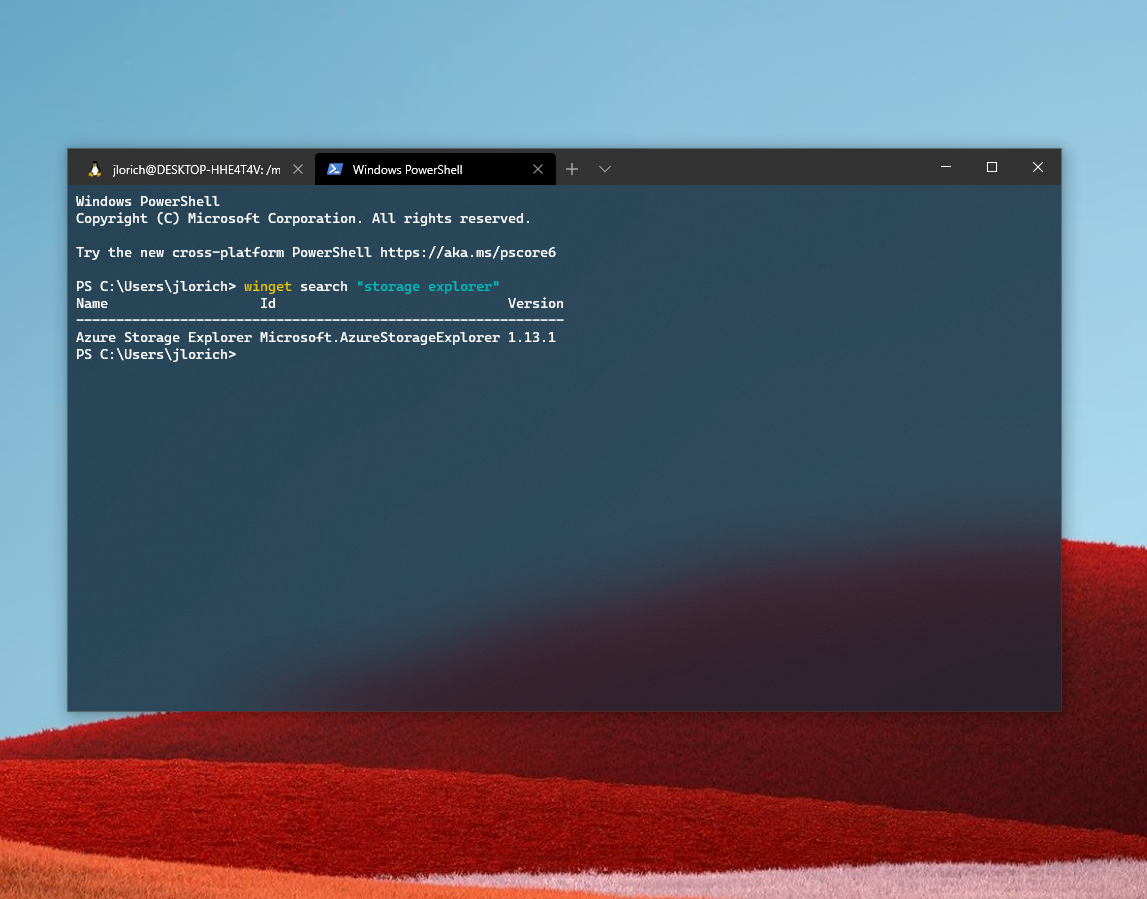 jlorich@DESKTOP-HHE4T4V: /m
Windows PowerShell
Windows PowerShell
Copyright (C) Microsoft Corporation. All rights reserved.
Try the new cross-platform PowerShell https://aka.ms/pscore6
PS C:\Users\jlorich> winget search "storage explorer"
Name Id Version
-------------------------------------------------------------
Azure Storage Explorer Microsoft.AzureStorageExplorer 1.13.1
PS C:\Users\jlorich>